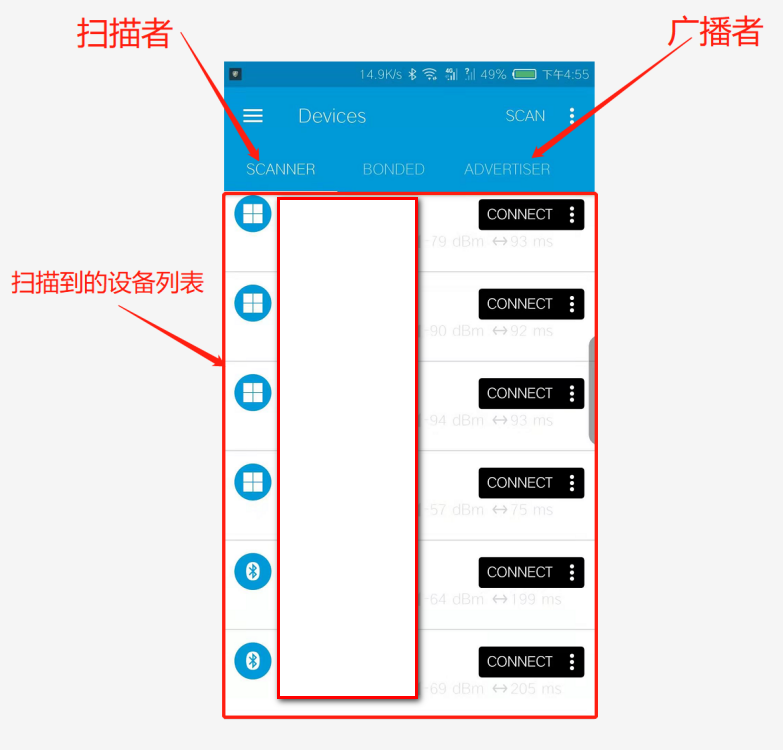 扫描者
广播者
14.9K/s 49% 下午4:55
Devices SCAN
SCANNER BONDED ADVERTISER
CONNECT
-79 dBm ↔93 ms
扫描到的设备列表
CONNECT
-90 dBm ↔92 ms
CONNECT
-94 dBm ↔93 ms
CONNECT
-57 dBm ↔75 ms
CONNECT
-64 dBm ↔199 ms
CONNECT
-69 dBm ↔205 ms